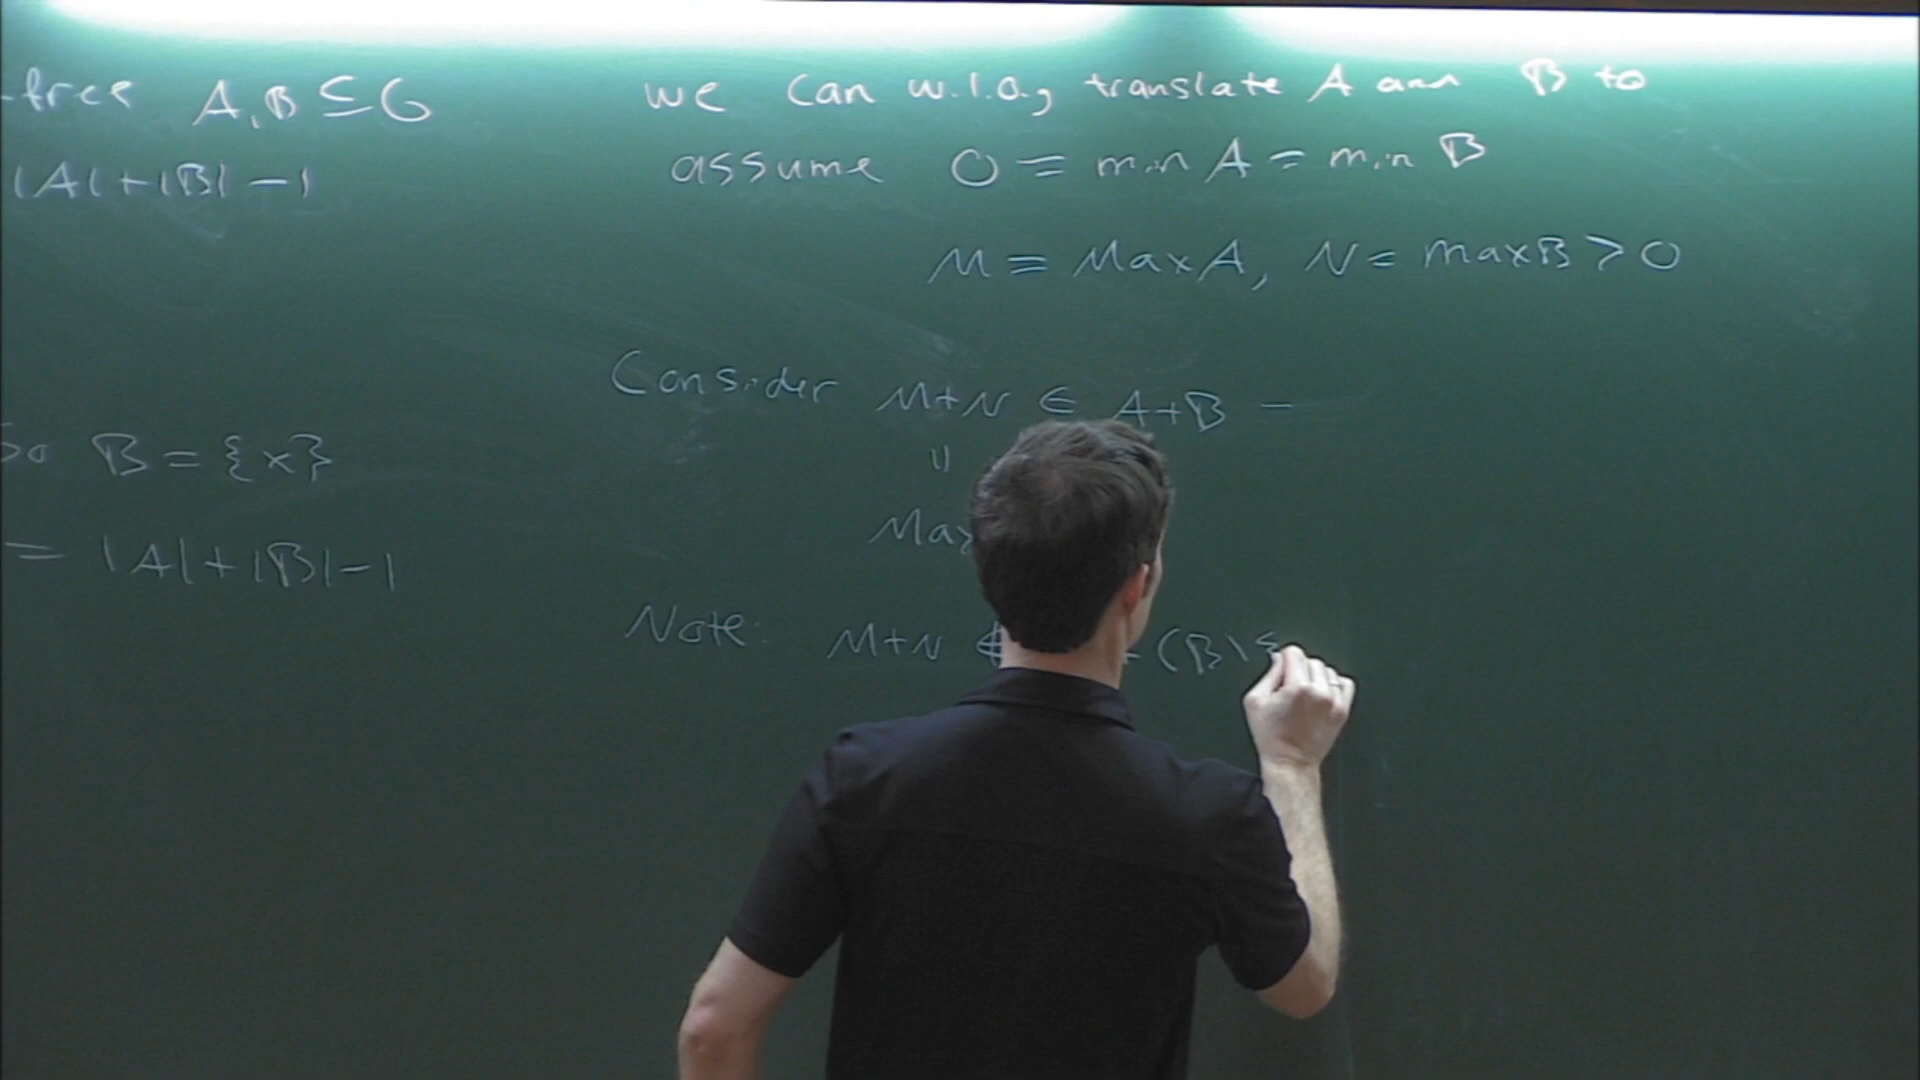 -free A, B ⊆ G
|A| + |B| - 1
So B = {x}
= |A| + |B| - 1
we can w.l.o.g translate A and B to
assume 0 = min A = min B
M = Max A, N = max B > 0
Consider M+N ∈ A+B -
=
Max
Note: M+N ∉ + (B \ {